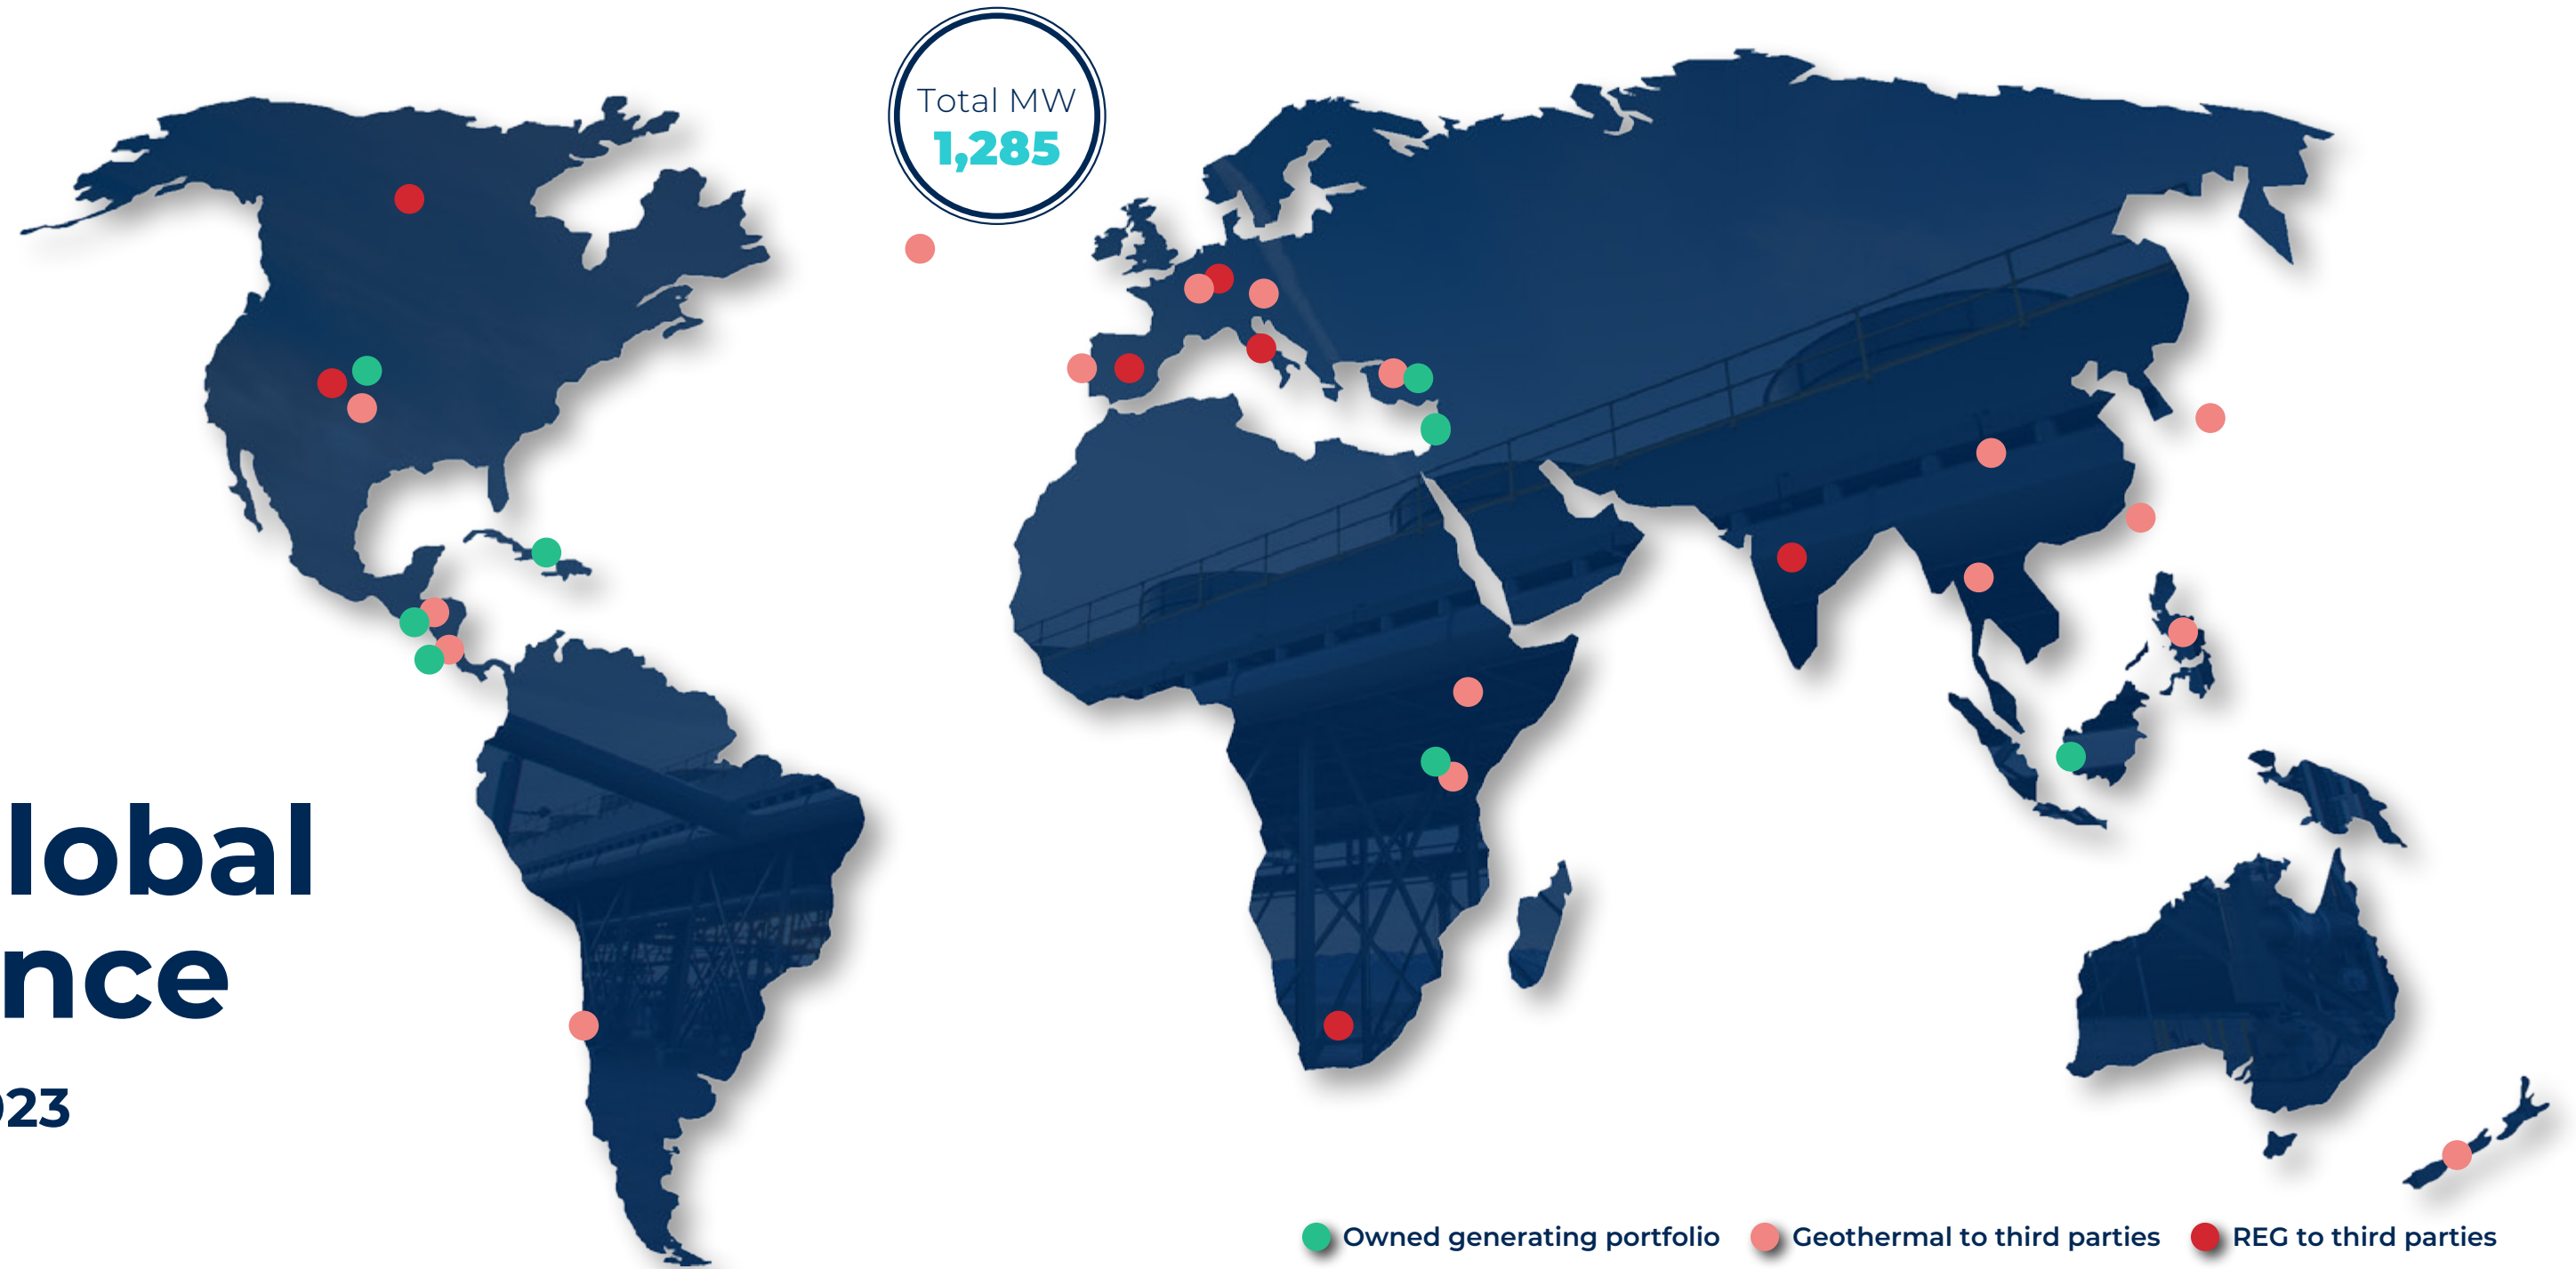 Total MW
1,285
lobal
nce
023
Owned generating portfolio
Geothermal to third parties
REG to third parties